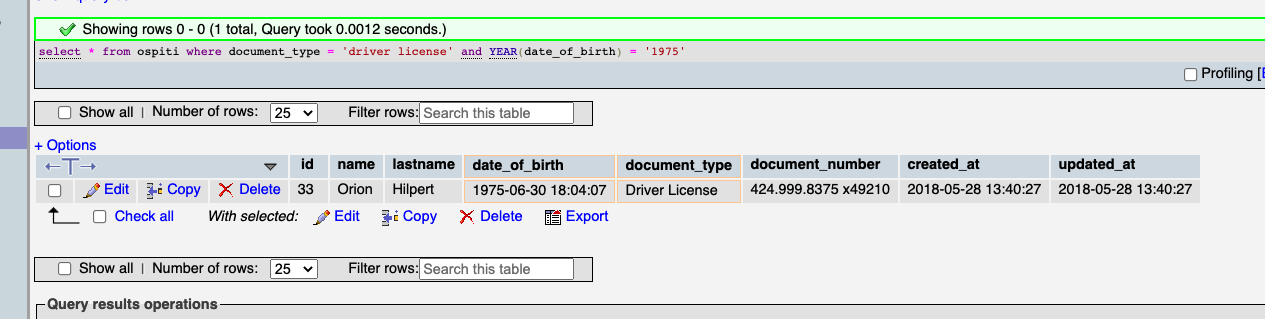 Showing rows 0 - 0 (1 total, Query took 0.0012 seconds.)
select * from ospiti where document_type = 'driver license' and YEAR(date_of_birth) = '1975'
Profiling [
Show all | Number of rows: 25 Filter rows: Search this table
+ Options
←T→ id name lastname date_of_birth document_type document_number created_at updated_at
Edit Copy Delete 33 Orion Hilpert 1975-06-30 18:04:07 Driver License 424.999.8375 x49210 2018-05-28 13:40:27 2018-05-28 13:40:27
Check all With selected: Edit Copy Delete Export
Show all | Number of rows: 25 Filter rows: Search this table
Query results operations